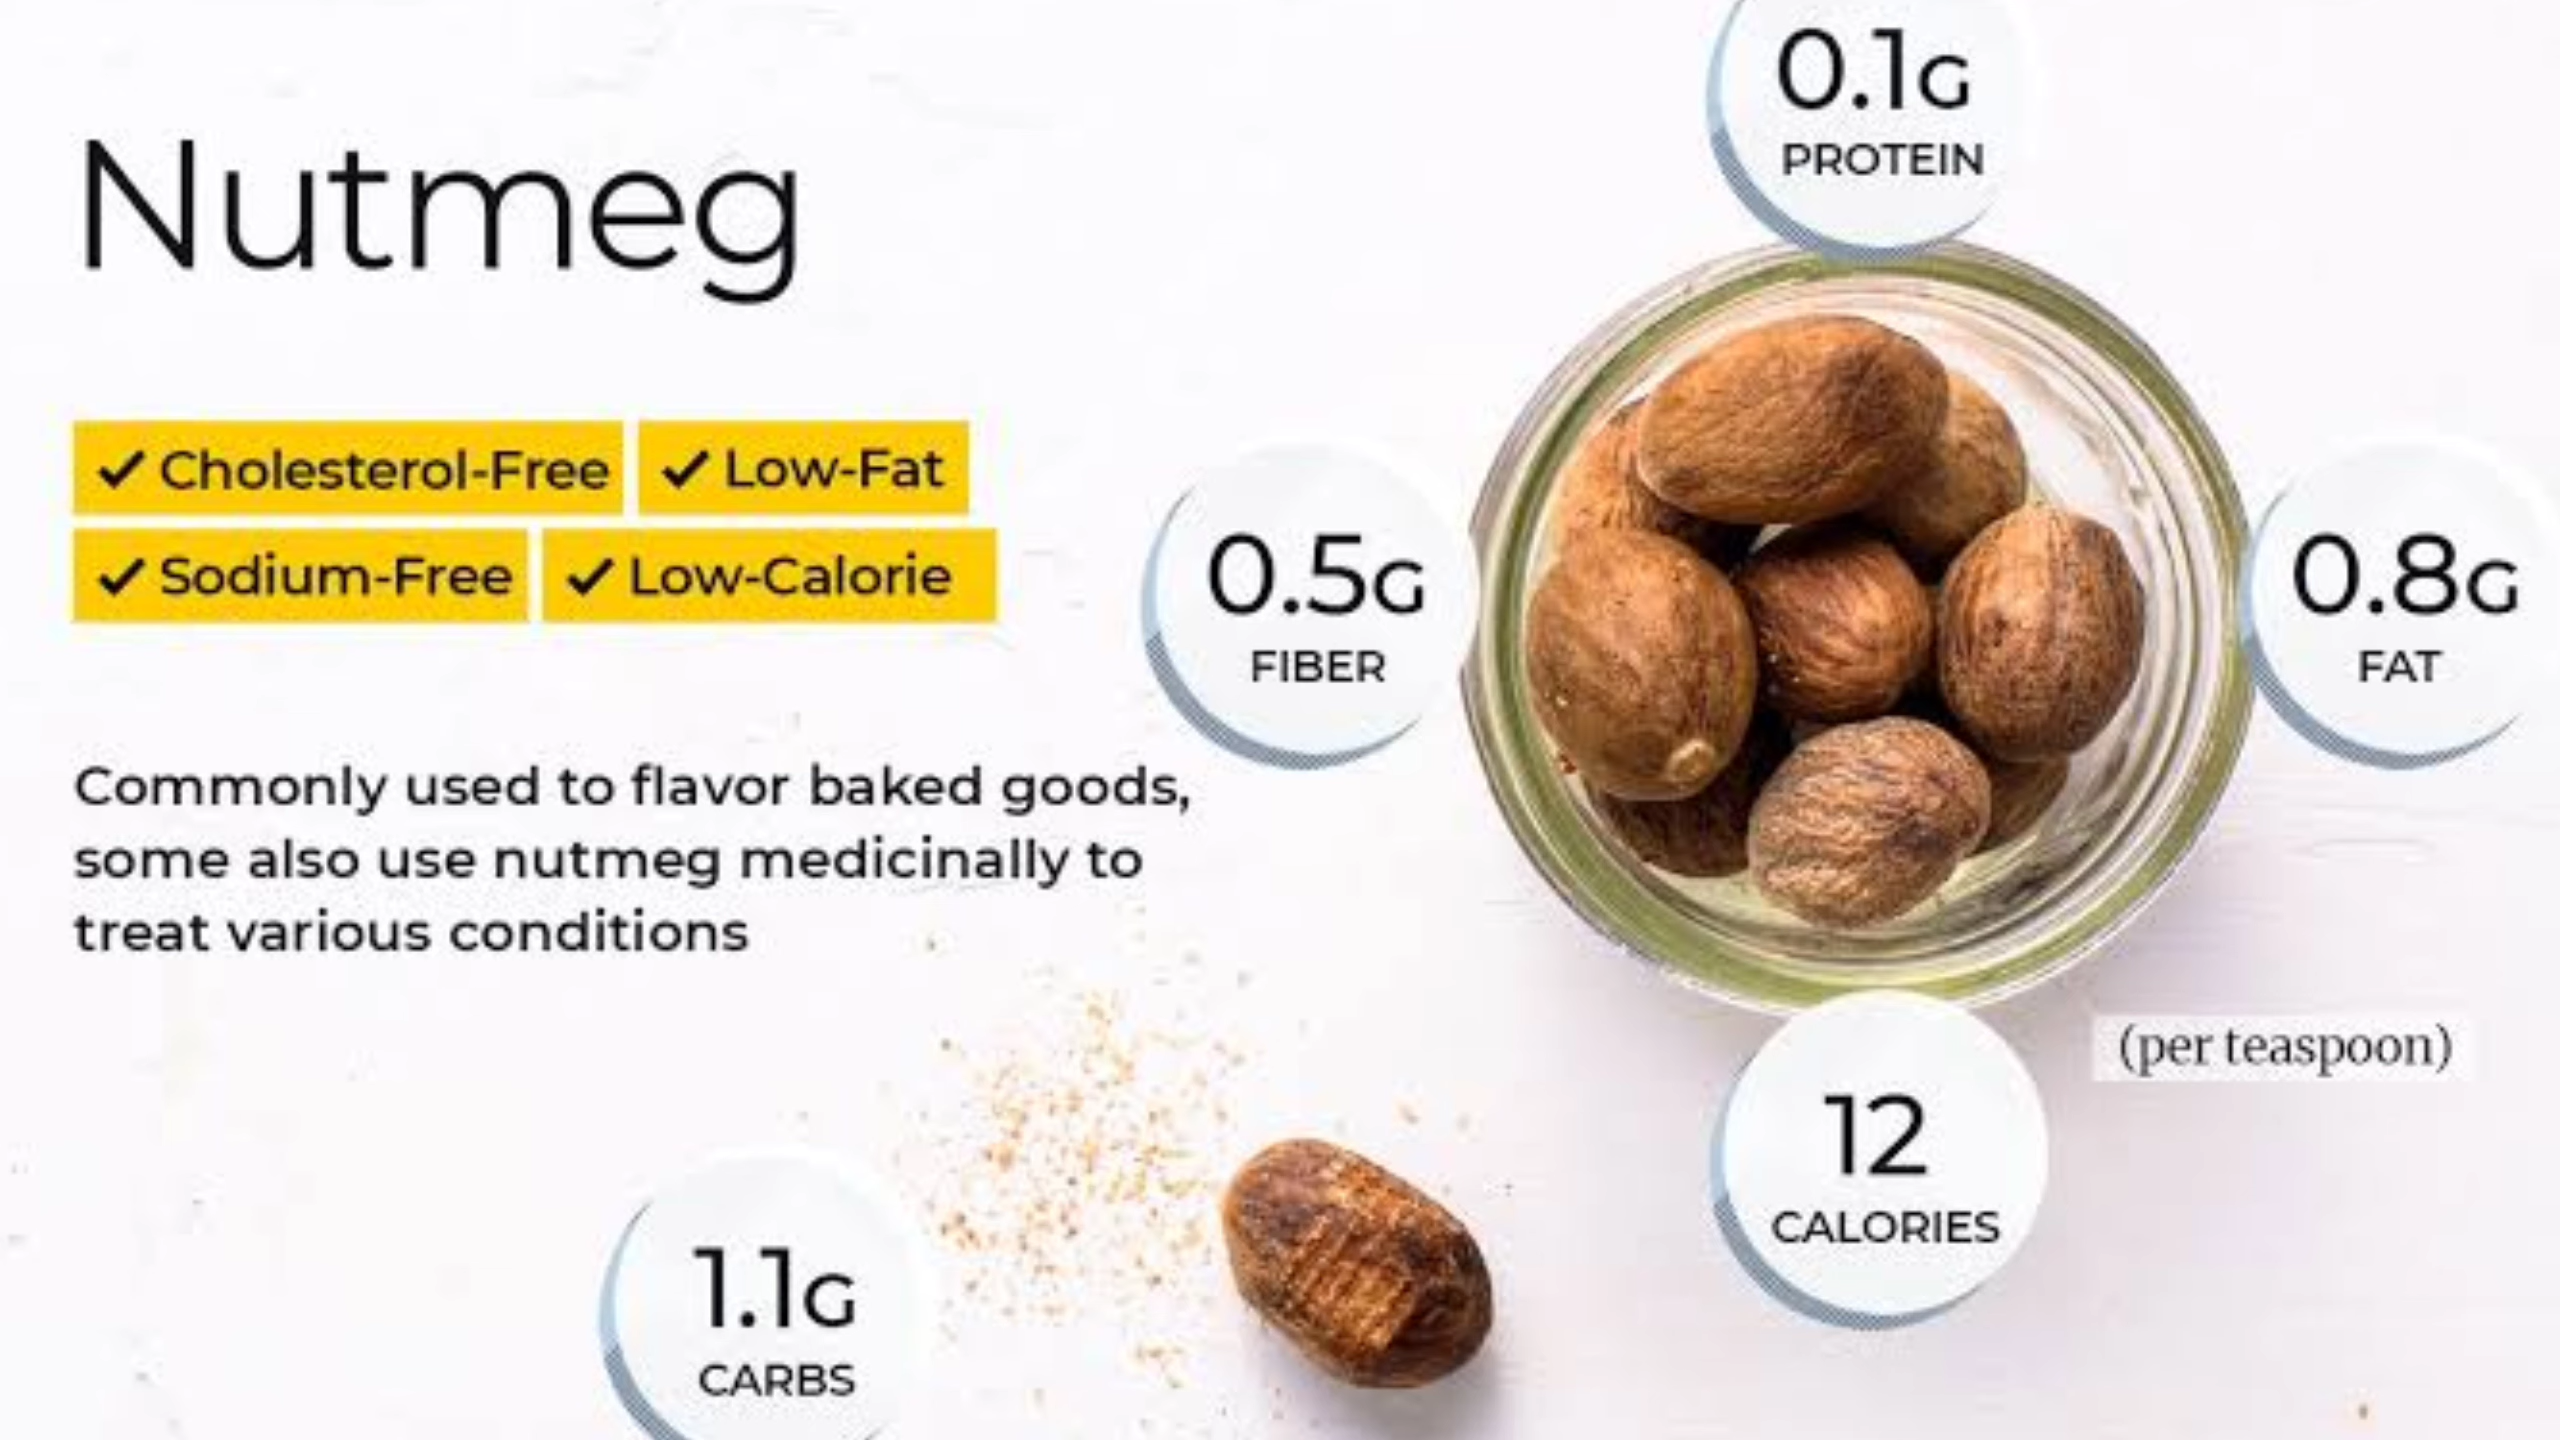 Nutmeg
✓ Cholesterol-Free ✓ Low-Fat
✓ Sodium-Free ✓ Low-Calorie
Commonly used to flavor baked goods,
some also use nutmeg medicinally to
treat various conditions
0.1G
PROTEIN
0.5G
FIBER
0.8G
FAT
(per teaspoon)
12
CALORIES
1.1G
CARBS